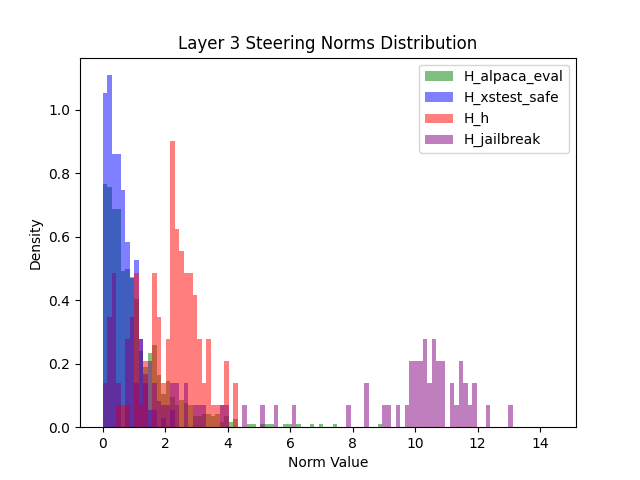 Layer 3 Steering Norms Distribution
H_alpaca_eval
H_xstest_safe
H_h
H_jailbreak
Density
1.0
0.8
0.6
0.4
0.2
0.0
0 2 4 6 8 10 12 14
Norm Value